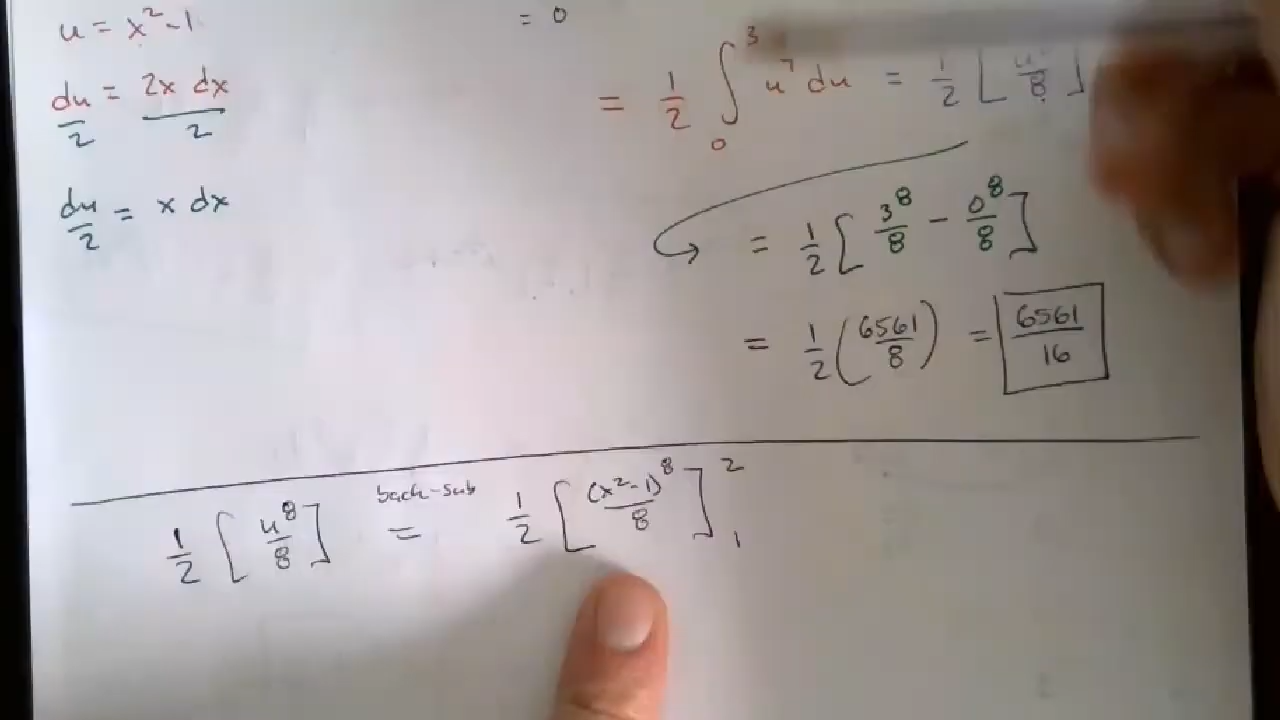 u = x² - 1
= 0
du/2 = 2x dx/2
= 1/2 ∫₀³ u⁷ du = 1/2 [u⁸/8]
du/2 = x dx
= 1/2 [3⁸/8 - 0⁸/8]
= 1/2 (6561/8) = 6561/16
1/2 [u⁸/8] back-sub = 1/2 [(x²-1)⁸/8]₁²